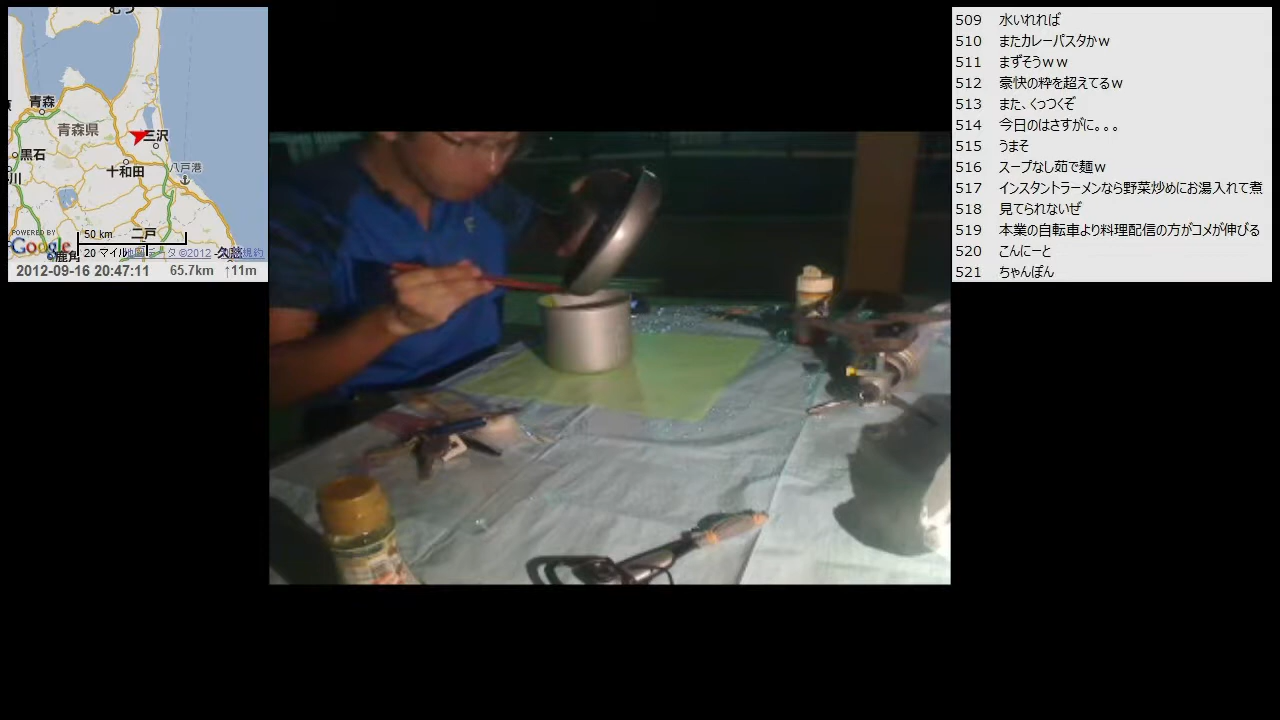 むつ
青森
青森県
三沢
黒石
十和田
八戸港
川
POWERED BY
Google
50 km
二戸
20 マイル
地図データ ©2012 -
久慈
規約
鹿角
2012-09-16 20:47:11 65.7km ↑11m
509 水いれれば
510 またカレーパスタかｗ
511 まずそうｗｗ
512 豪快の粋を超えてるｗ
513 また、くっつくぞ
514 今日のはさすがに。。。
515 うまそ
516 スープなし茹で麺ｗ
517 インスタントラーメンなら野菜炒めにお湯入れて煮
518 見てられないぜ
519 本業の自転車より料理配信の方がコメが伸びる
520 こんにーと
521 ちゃんぽん